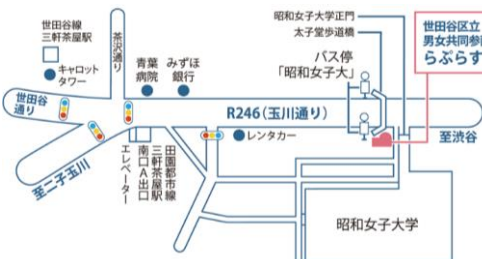 世田谷線
三軒茶屋駅
キャロット
タワー
茶沢通り
青葉
病院
みずほ
銀行
昭和女子大学正門
太子堂歩道橋
バス停
「昭和女子大」
世田谷区立
男女共同参
らぷらす
世田谷
通り
R246(玉川通り)
至渋谷
レンタカー
至二子玉川
エレベーター
田園都市線
三軒茶屋駅
南口A出口
昭和女子大学